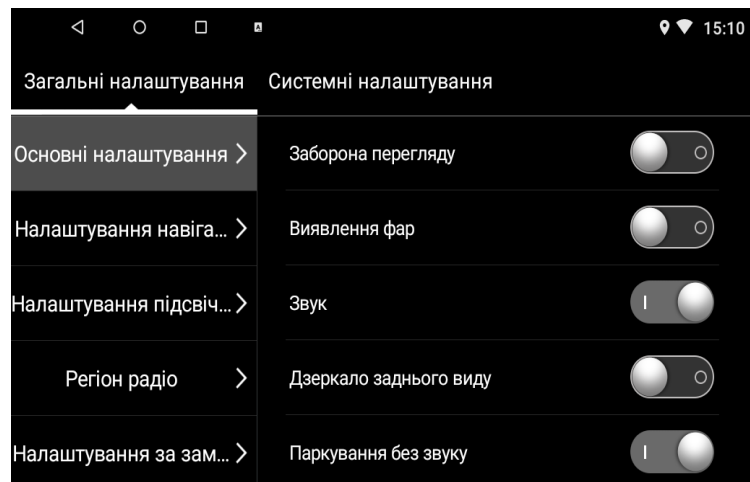 15:10
Загальні налаштування
Системні налаштування
Основні налаштування
Заборона перегляду
Налаштування навіга...
Виявлення фар
Налаштування підсвіч...
Звук
Регіон радіо
Дзеркало заднього виду
Налаштування за зам...
Паркування без звуку